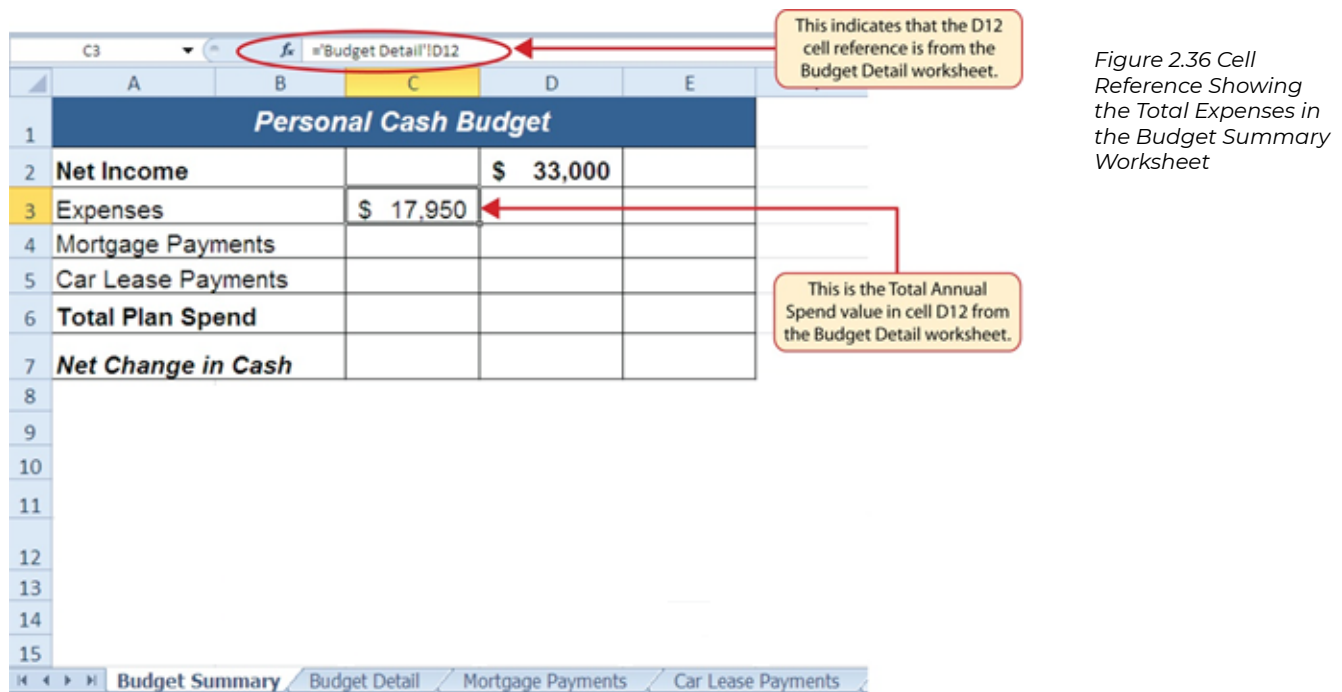 This indicates that the D12
cell reference is from the
Budget Detail worksheet.
Figure 2.36 Cell
Reference Showing
the Total Expenses in
the Budget Summary
Worksheet
C3 fx ='Budget Detail'!D12
A B C D E
1 Personal Cash Budget
2 Net Income $ 33,000
3 Expenses $ 17,950
4 Mortgage Payments
5 Car Lease Payments
6 Total Plan Spend
7 Net Change in Cash
This is the Total Annual
Spend value in cell D12 from
the Budget Detail worksheet.
8
9
10
11
12
13
14
15
Budget Summary Budget Detail Mortgage Payments Car Lease Payments